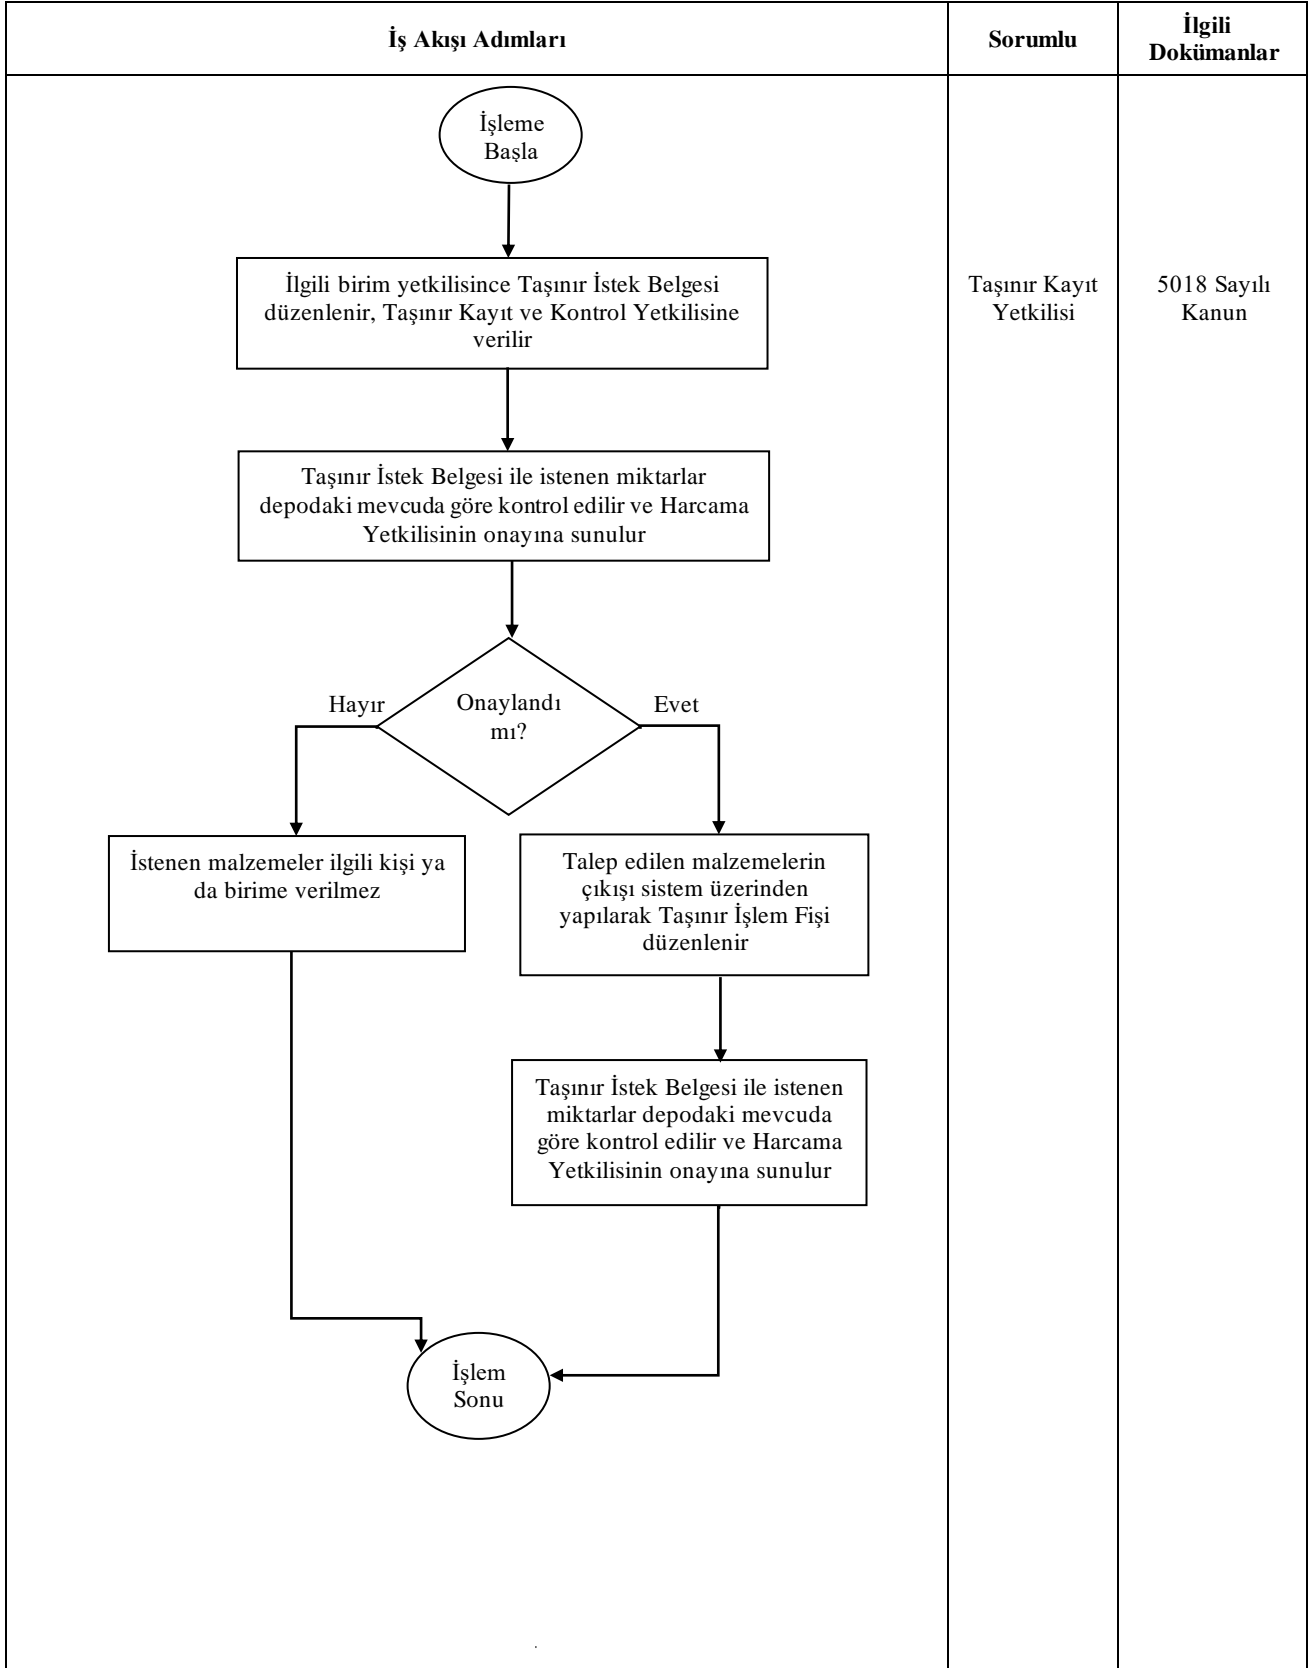 İş Akışı Adımları
Sorumlu
İlgili
Dokümanlar
İşleme
Başla
İlgili birim yetkilisince Taşınır İstek Belgesi
düzenlenir, Taşınır Kayıt ve Kontrol Yetkilisine
verilir
Taşınır Kayıt
Yetkilisi
5018 Sayılı
Kanun
Taşınır İstek Belgesi ile istenen miktarlar
depodaki mevcuda göre kontrol edilir ve Harcama
Yetkilisinin onayına sunulur
Hayır
Onaylandı
mı?
Evet
İstenen malzemeler ilgili kişi ya
da birime verilmez
Talep edilen malzemelerin
çıkışı sistem üzerinden
yapılarak Taşınır İşlem Fişi
düzenlenir
Taşınır İstek Belgesi ile istenen
miktarlar depodaki mevcuda
göre kontrol edilir ve Harcama
Yetkilisinin onayına sunulur
İşlem
Sonu